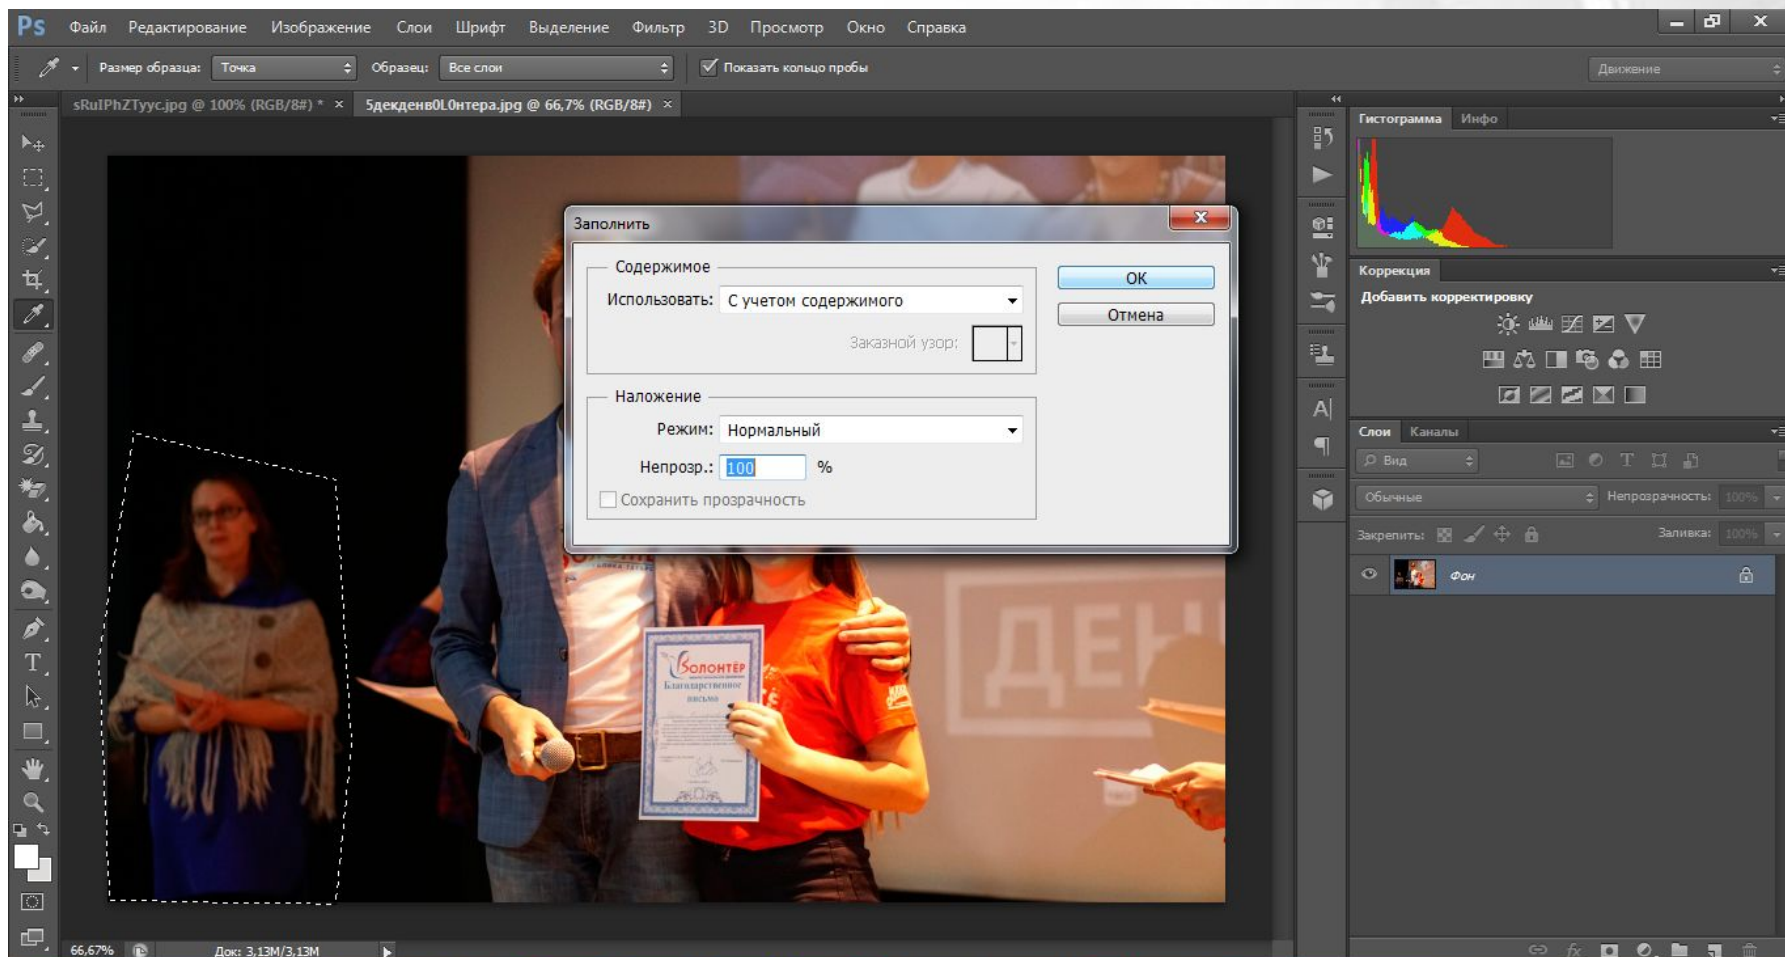 Ps Файл Редактирование Изображение Слои Шрифт Выделение Фильтр 3D Просмотр Окно Справка
Размер образца: Точка Образец: Все слои Показать кольцо пробы Движение
sRuIPhZTyyc.jpg @ 100% (RGB/8#) * × 5декденв0L0нтера.jpg @ 66,7% (RGB/8#) ×
Гистограмма Инфо
Заполнить
Содержимое
Использовать: С учетом содержимого
Заказной узор:
OK
Отмена
Наложение
Режим: Нормальный
Непрозр.: 100 %
Сохранить прозрачность
Коррекция
Добавить корректировку
Слои Каналы
Вид
Обычные Непрозрачность: 100%
Закрепить: Заливка: 100%
Фон
ДЕН
Волонтёр
Благодарственное
письмо
66,67% Док: 3,13M/3,13M